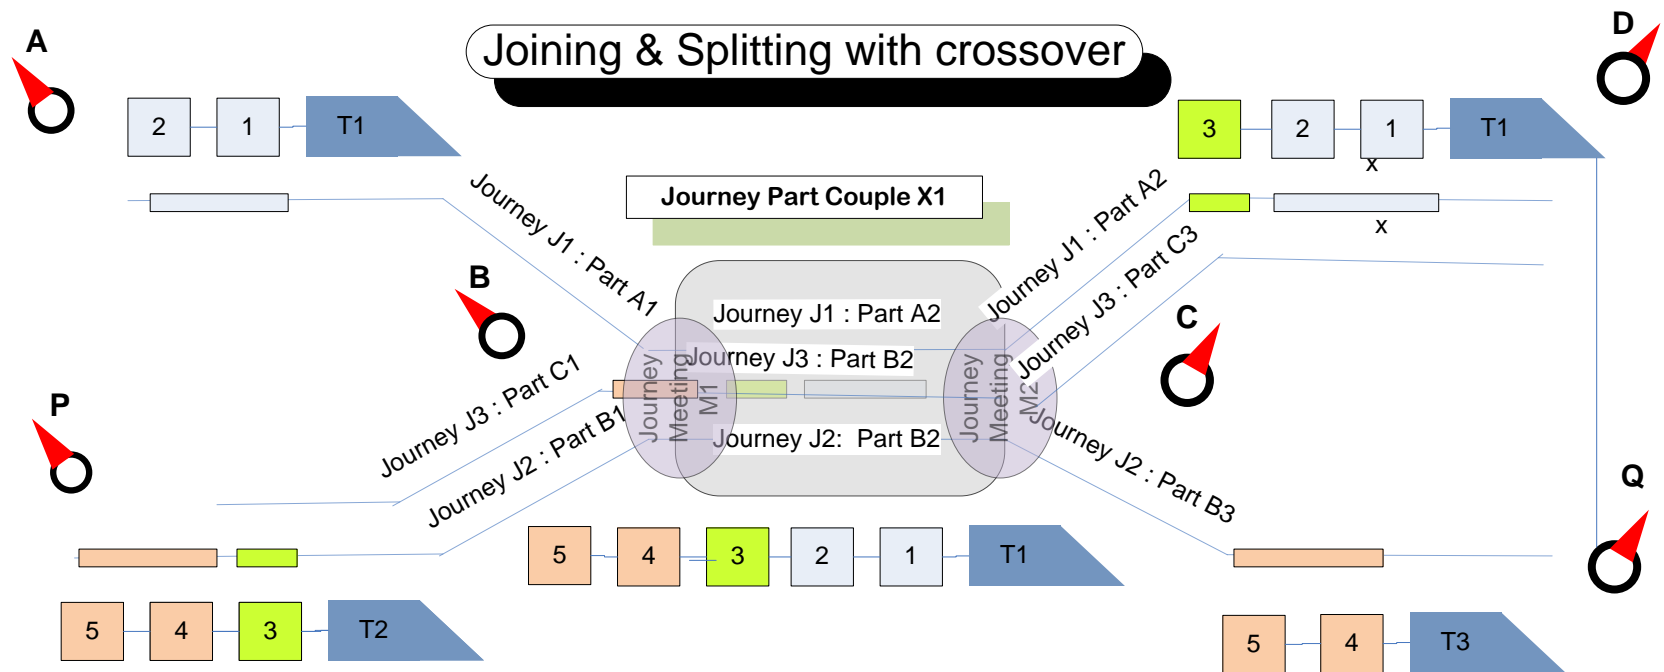 Joining & Splitting with crossover
A
D
2 1 T1
3 2 1 T1
x
x
Journey Part Couple X1
Journey J1 : Part A1
Journey J1 : Part A2
Journey J3 : Part C3
B
C
Journey J1 : Part A2
Journey J3 : Part B2
Journey J2: Part B2
Journey
Meeting
M1
Journey
Meeting
M2
P
Journey J3 : Part C1
Journey J2 : Part B1
Journey J2 : Part B3
Q
5 4 3 2 1 T1
5 4 3 T2
5 4 T3